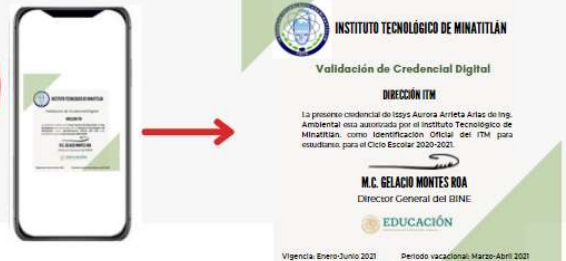 INSTITUTO TECNOLÓGICO DE MINATITLÁN
Validación de Credencial Digital
DIRECCIÓN ITM
La presente credencial de Issys Aurora Arrieta Arias de Ing.
Ambiental esta autorizada por el Instituto Tecnológico de
Minatitlán, como Identificación Oficial del ITM para
estudiante, para el Ciclo Escolar 2020-2021.
M.C. GELACIO MONTES ROA
Director General del BINE
EDUCACIÓN
Vigencia: Enero-Junio 2021 Periodo vacacional: Marzo-Abril 2021